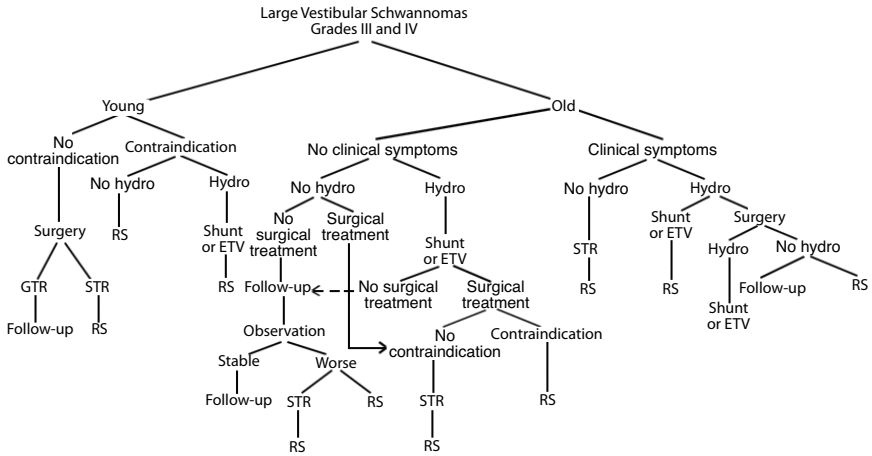 Large Vestibular Schwannomas
Grades III and IV
Young
Old
No
contraindication
Contraindication
No clinical symptoms
Clinical symptoms
No hydro
Hydro
No hydro
Hydro
No hydro
Hydro
Surgery
RS
Shunt
or ETV
No
surgical
treatment
Surgical
treatment
Shunt
or ETV
STR
Shunt
or ETV
Surgery
Hydro
No hydro
GTR
STR
RS
Follow-up
No surgical
treatment
Surgical
treatment
RS
RS
Follow-up
RS
Follow-up
RS
Shunt
or ETV
Observation
No
contraindication
Contraindication
Stable
Worse
Follow-up
STR
RS
STR
RS
RS
RS